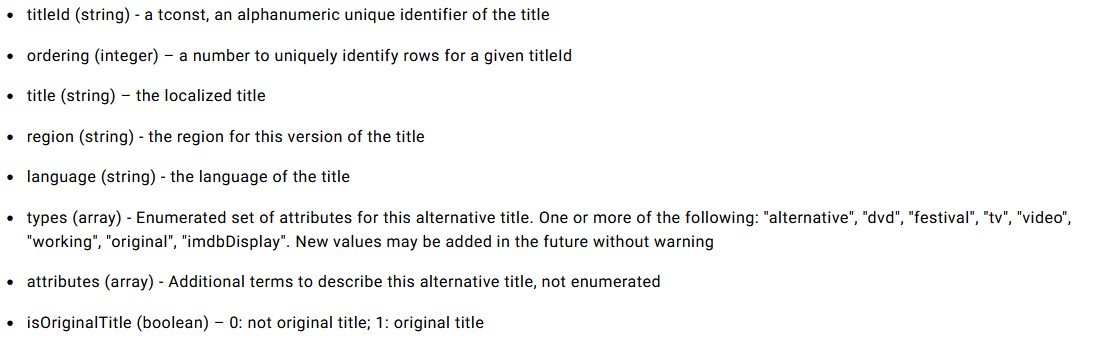 • titleId (string) - a tconst, an alphanumeric unique identifier of the title
• ordering (integer) – a number to uniquely identify rows for a given titleId
• title (string) – the localized title
• region (string) - the region for this version of the title
• language (string) - the language of the title
• types (array) - Enumerated set of attributes for this alternative title. One or more of the following: "alternative", "dvd", "festival", "tv", "video",
"working", "original", "imdbDisplay". New values may be added in the future without warning
• attributes (array) - Additional terms to describe this alternative title, not enumerated
• isOriginalTitle (boolean) – 0: not original title; 1: original title